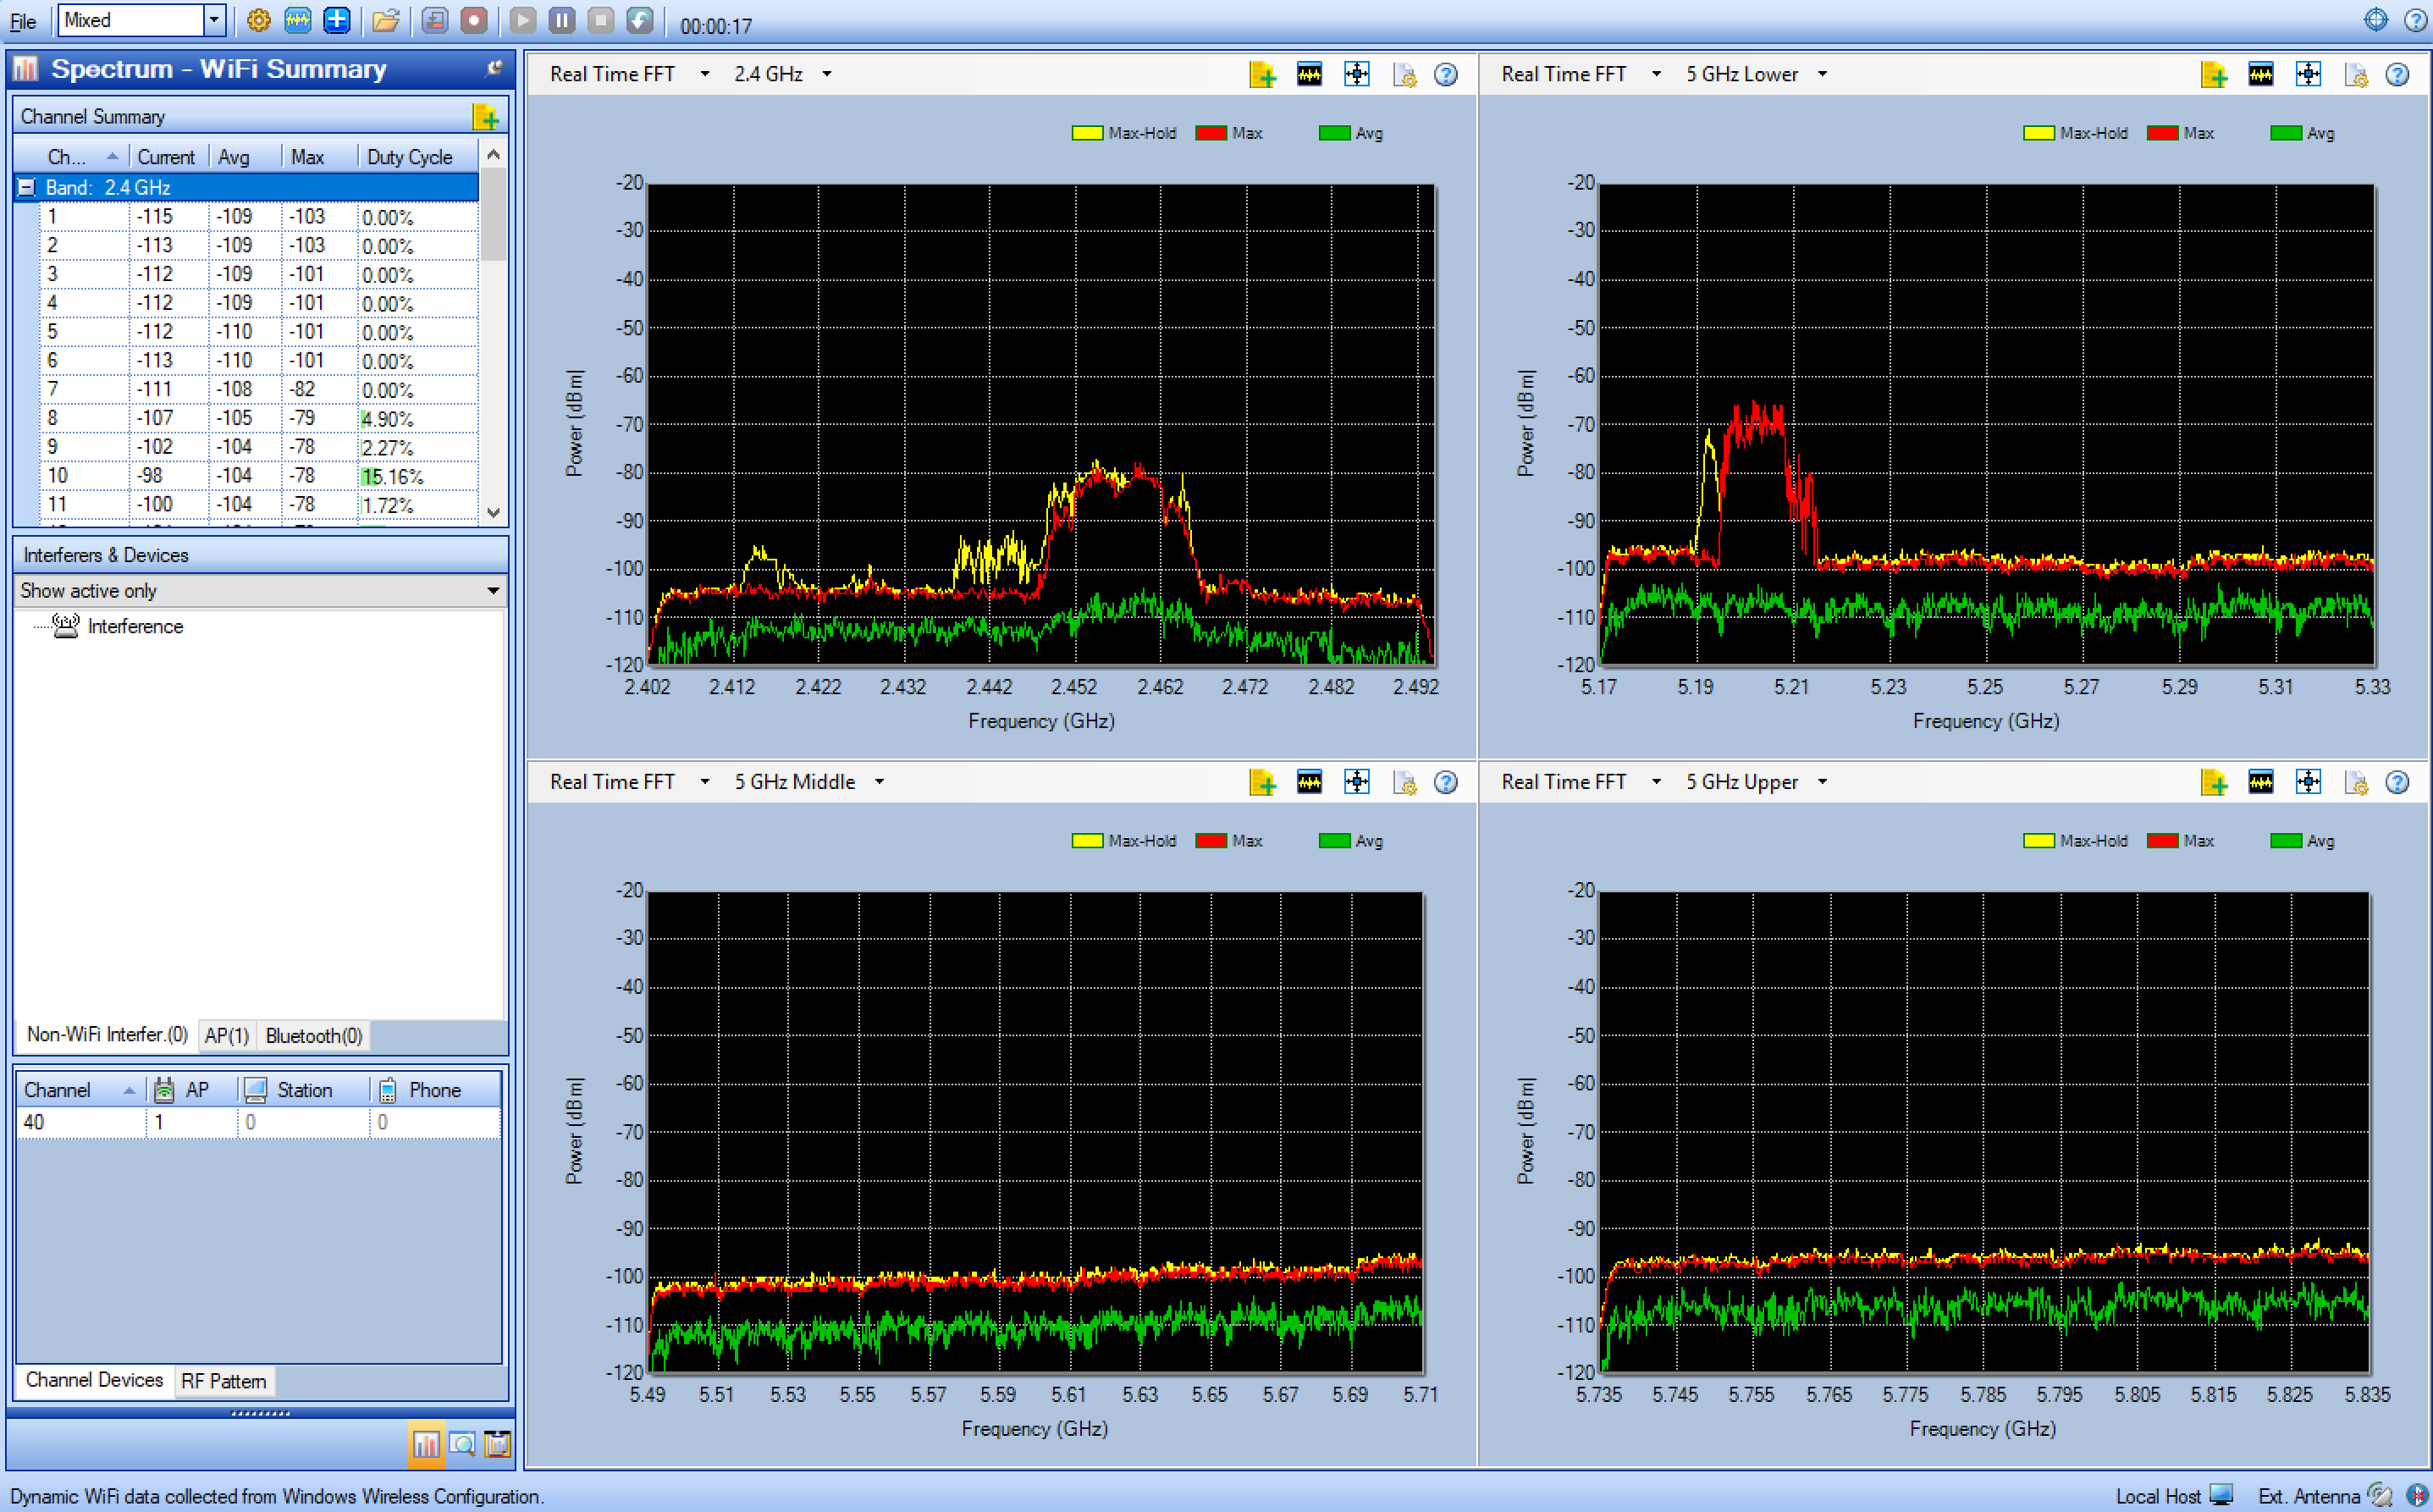 File Mixed 00:00:17
Spectrum - WiFi Summary
Channel Summary
Ch... Current Avg Max Duty Cycle
Band: 2.4 GHz
1 -115 -109 -103 0.00%
2 -113 -109 -103 0.00%
3 -112 -109 -101 0.00%
4 -112 -109 -101 0.00%
5 -112 -110 -101 0.00%
6 -113 -110 -101 0.00%
7 -111 -108 -82 0.00%
8 -107 -105 -79 4.90%
9 -102 -104 -78 2.27%
10 -98 -104 -78 15.16%
11 -100 -104 -78 1.72%
Interferers & Devices
Show active only
Interference
Non-WiFi Interfer.(0) AP(1) Bluetooth(0)
Channel AP Station Phone
40 1 0 0
Channel Devices RF Pattern
Real Time FFT 2.4 GHz
Max-Hold Max Avg
-20
-30
-40
-50
-60
-70
-80
-90
-100
-110
-120
Power (dBm)
2.402 2.412 2.422 2.432 2.442 2.452 2.462 2.472 2.482 2.492
Frequency (GHz)
Real Time FFT 5 GHz Lower
Max-Hold Max Avg
-20
-30
-40
-50
-60
-70
-80
-90
-100
-110
-120
Power (dBm)
5.17 5.19 5.21 5.23 5.25 5.27 5.29 5.31 5.33
Frequency (GHz)
Real Time FFT 5 GHz Middle
Max-Hold Max Avg
-20
-30
-40
-50
-60
-70
-80
-90
-100
-110
-120
Power (dBm)
5.49 5.51 5.53 5.55 5.57 5.59 5.61 5.63 5.65 5.67 5.69 5.71
Frequency (GHz)
Real Time FFT 5 GHz Upper
Max-Hold Max Avg
-20
-30
-40
-50
-60
-70
-80
-90
-100
-110
-120
Power (dBm)
5.735 5.745 5.755 5.765 5.775 5.785 5.795 5.805 5.815 5.825 5.835
Frequency (GHz)
Dynamic WiFi data collected from Windows Wireless Configuration. Local Host Ext. Antenna